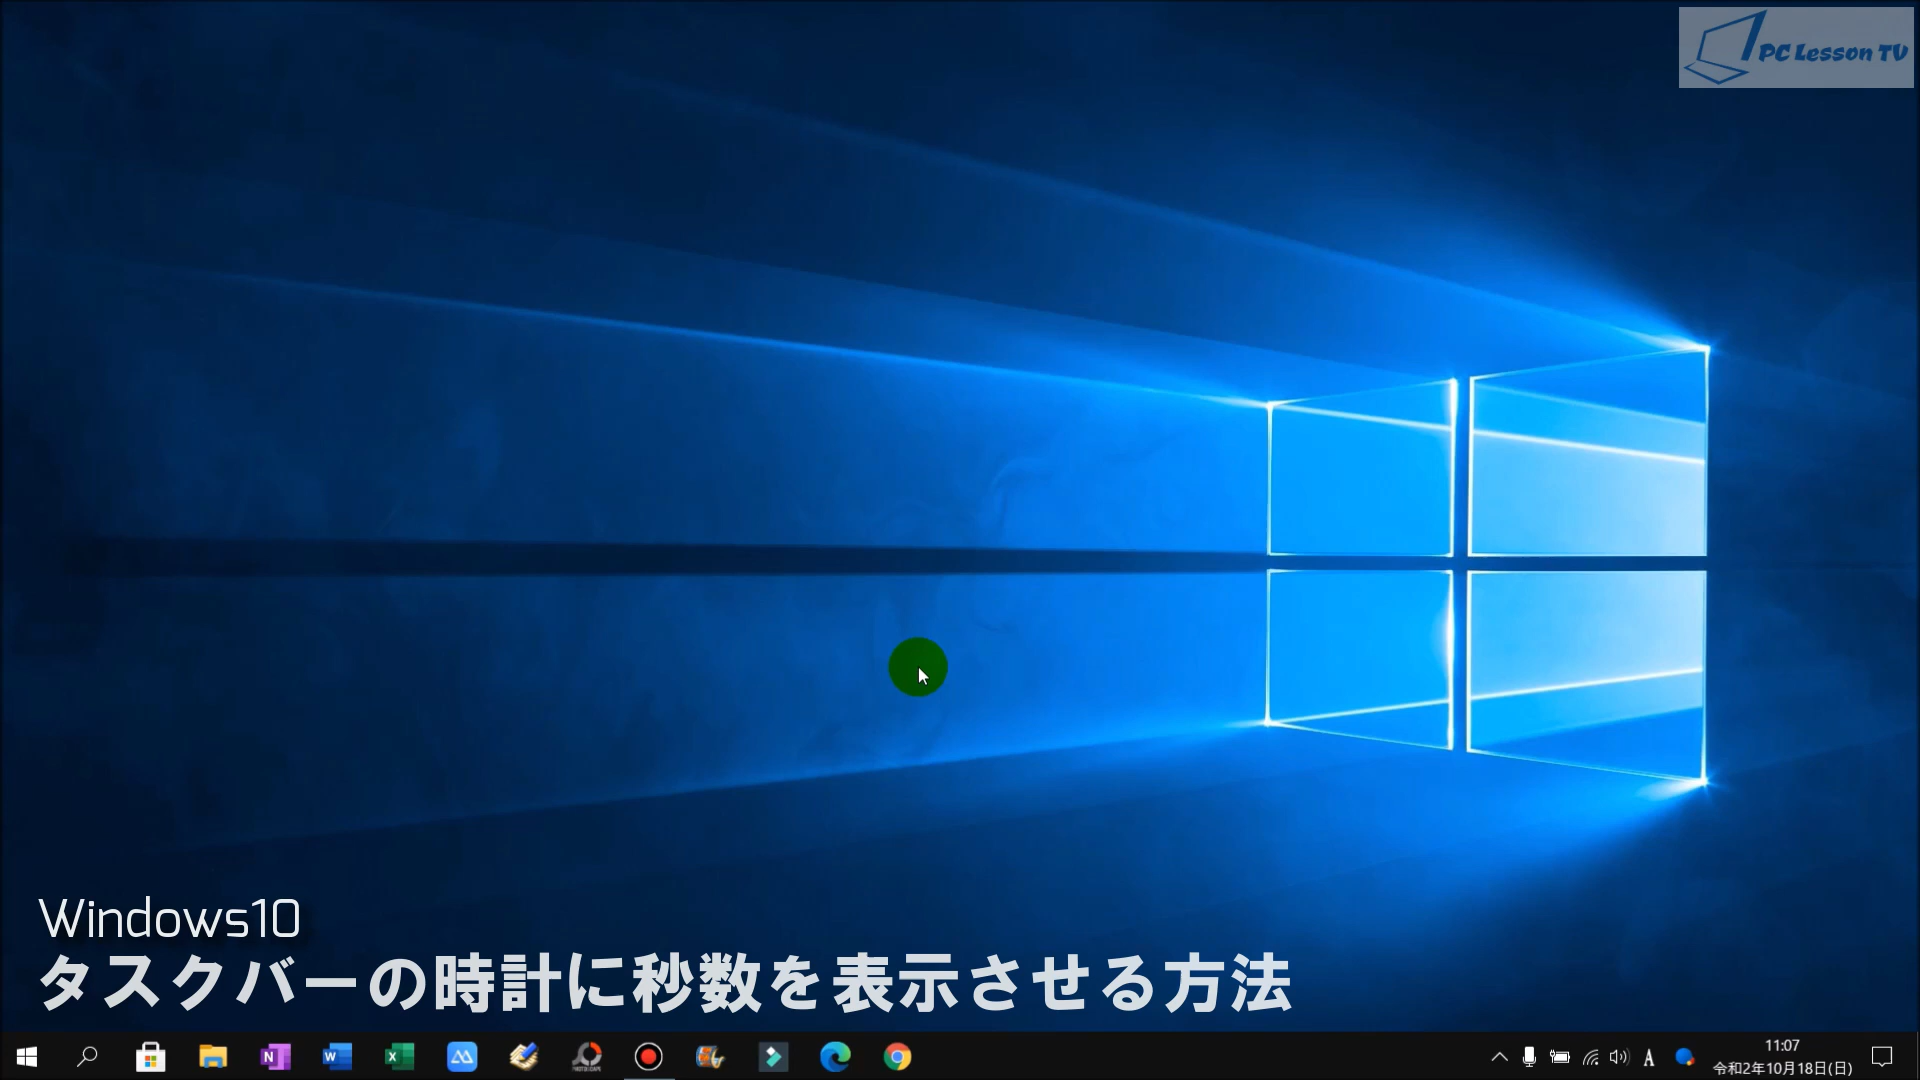 PC Lesson TV
Windows10
タスクバーの時計に秒数を表示させる方法
N
W
X
PHOTOSCAPE
A
11:07
令和2年10月18日(日)